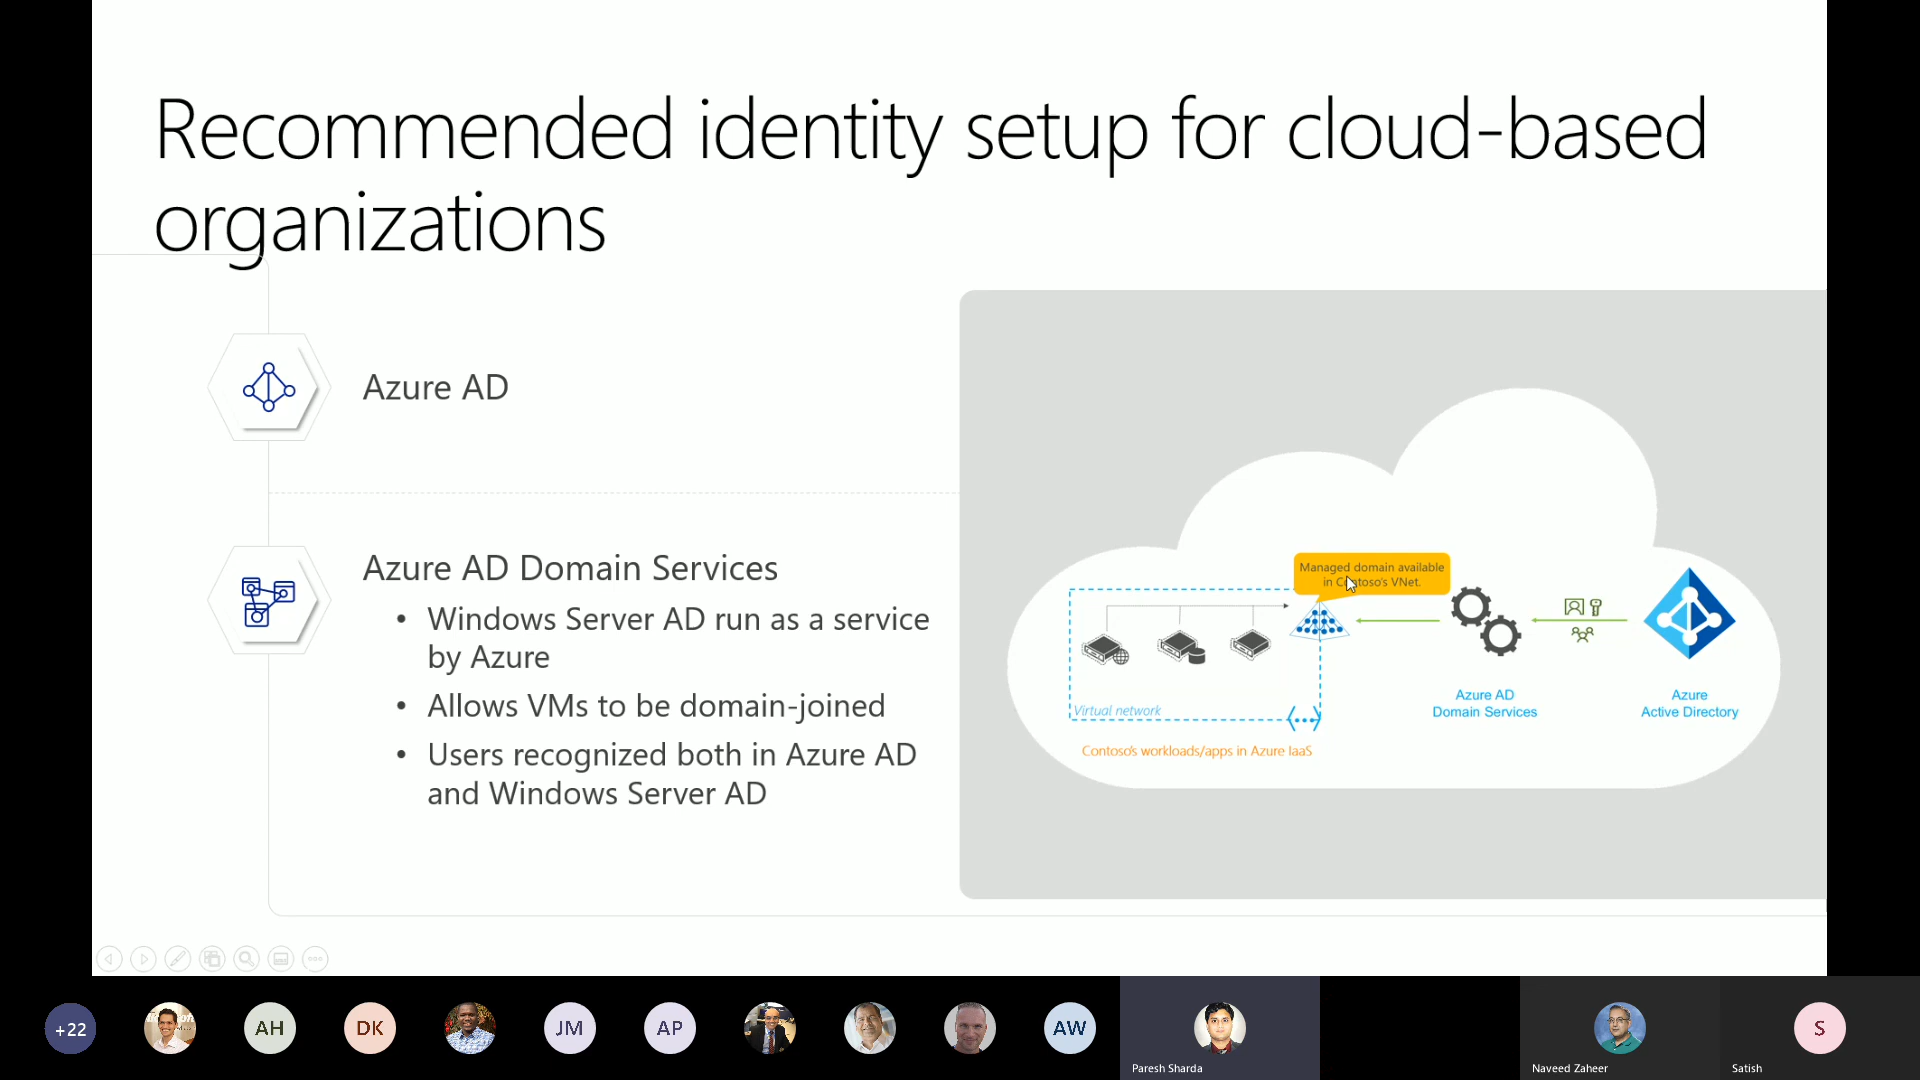 Recommended identity setup for cloud-based
organizations
Azure AD
Azure AD Domain Services
• Windows Server AD run as a service
by Azure
• Allows VMs to be domain-joined
• Users recognized both in Azure AD
and Windows Server AD
Managed domain available
in Contoso's VNet.
Virtual network
Contoso's workloads/apps in Azure IaaS
Azure AD
Domain Services
Azure
Active Directory
+22
AH
DK
JM
AP
AW
S
Paresh Sharda
Naveed Zaheer
Satish